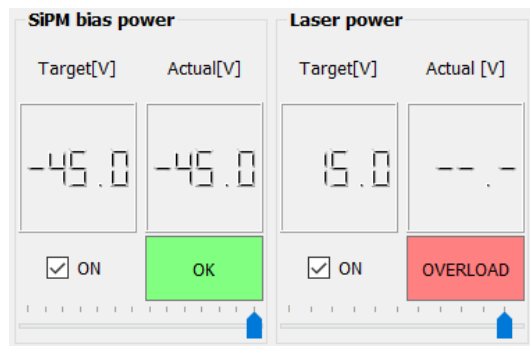 SiPM bias power
Target[V] Actual[V]
-45.0 -45.0
ON OK
Laser power
Target[V] Actual [V]
15.0 --.-
ON OVERLOAD